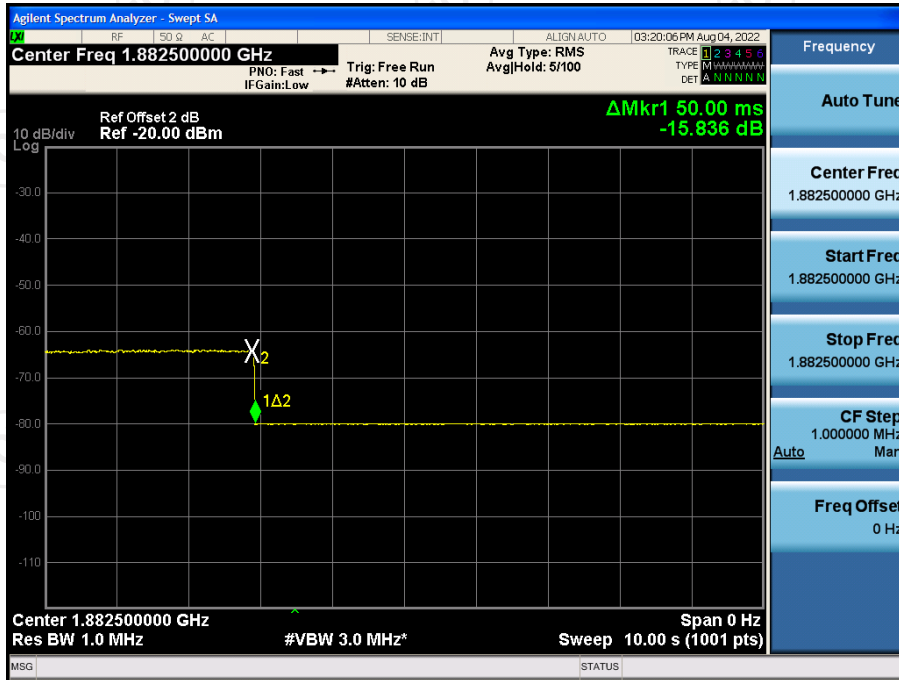 Agilent Spectrum Analyzer - Swept SA
LXI RF 50 Ω AC SENSE:INT ALIGN AUTO 03:20:06 PM Aug 04, 2022
Center Freq 1.882500000 GHz
PNO: Fast
IFGain:Low
Trig: Free Run
#Atten: 10 dB
Avg Type: RMS
Avg|Hold: 5/100
TRACE 1 2 3 4 5 6
TYPE M WWWWW
DET A N N N N N
Ref Offset 2 dB
Ref -20.00 dBm
10 dB/div
Log
ΔMkr1 50.00 ms
-15.836 dB
-30.0
-40.0
-50.0
-60.0
-70.0
-80.0
-90.0
-100
-110
2
1Δ2
Center 1.882500000 GHz
Span 0 Hz
Res BW 1.0 MHz
#VBW 3.0 MHz*
Sweep 10.00 s (1001 pts)
MSG
STATUS
Frequency
Auto Tune
Center Freq
1.882500000 GHz
Start Freq
1.882500000 GHz
Stop Freq
1.882500000 GHz
CF Step
1.000000 MHz
Auto Man
Freq Offset
0 Hz